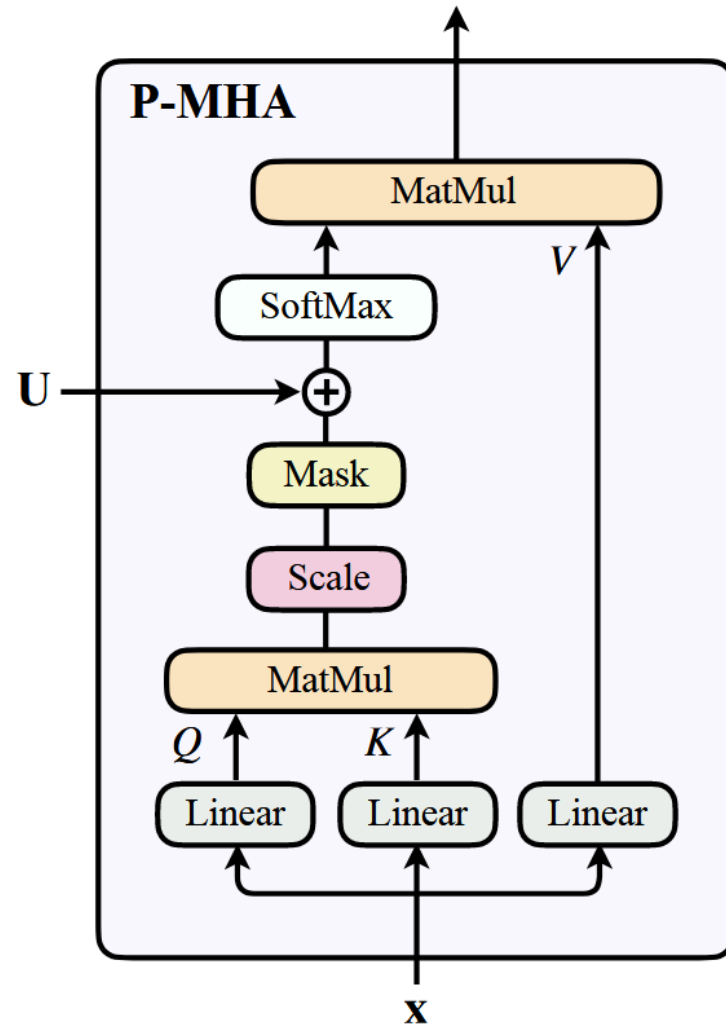 P-MHA
MatMul
V
SoftMax
U
+
Mask
Scale
MatMul
Q K
Linear Linear Linear
x